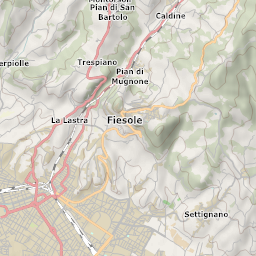 Pian di San
Bartolo
Caldine
Trespiano
Pian di
Mugnone
La Lastra
Fiesole
Settignano